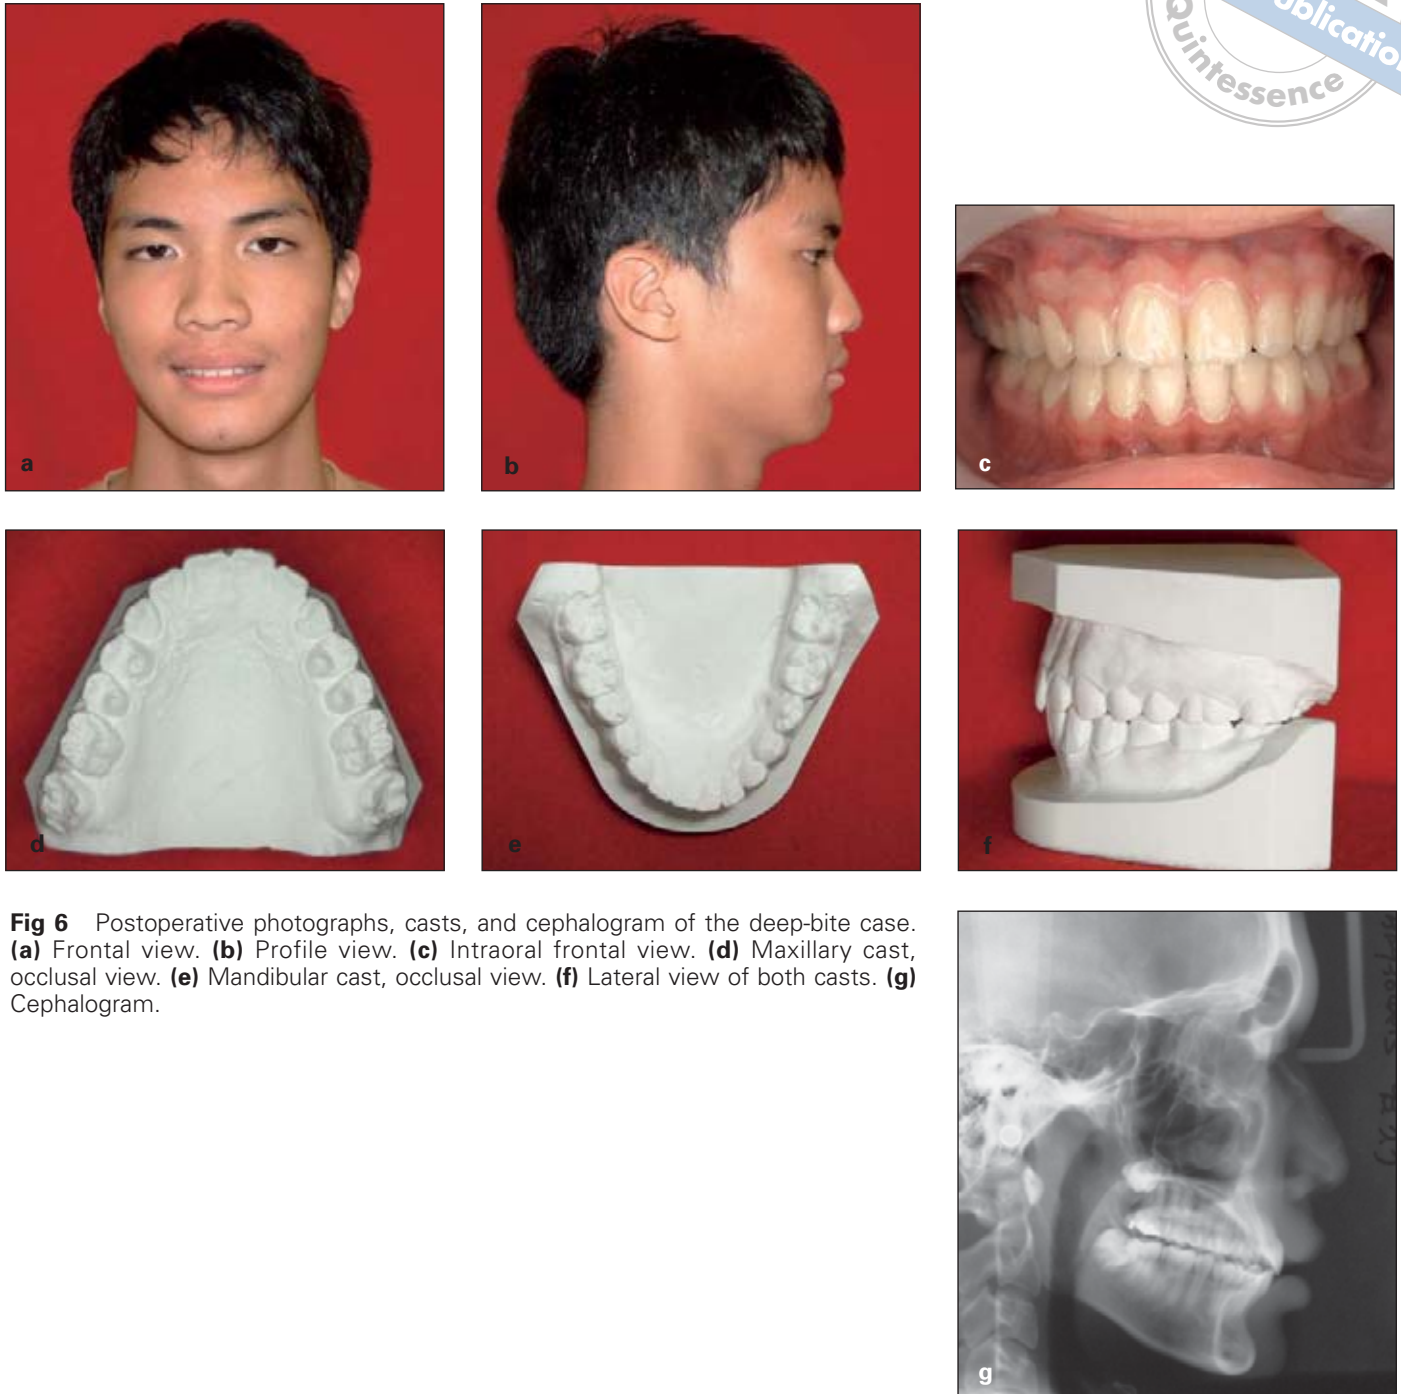 Publication
Quintessence
a
b
c
d
e
f
Fig 6 Postoperative photographs, casts, and cephalogram of the deep-bite case.
(a) Frontal view. (b) Profile view. (c) Intraoral frontal view. (d) Maxillary cast,
occlusal view. (e) Mandibular cast, occlusal view. (f) Lateral view of both casts. (g)
Cephalogram.
g